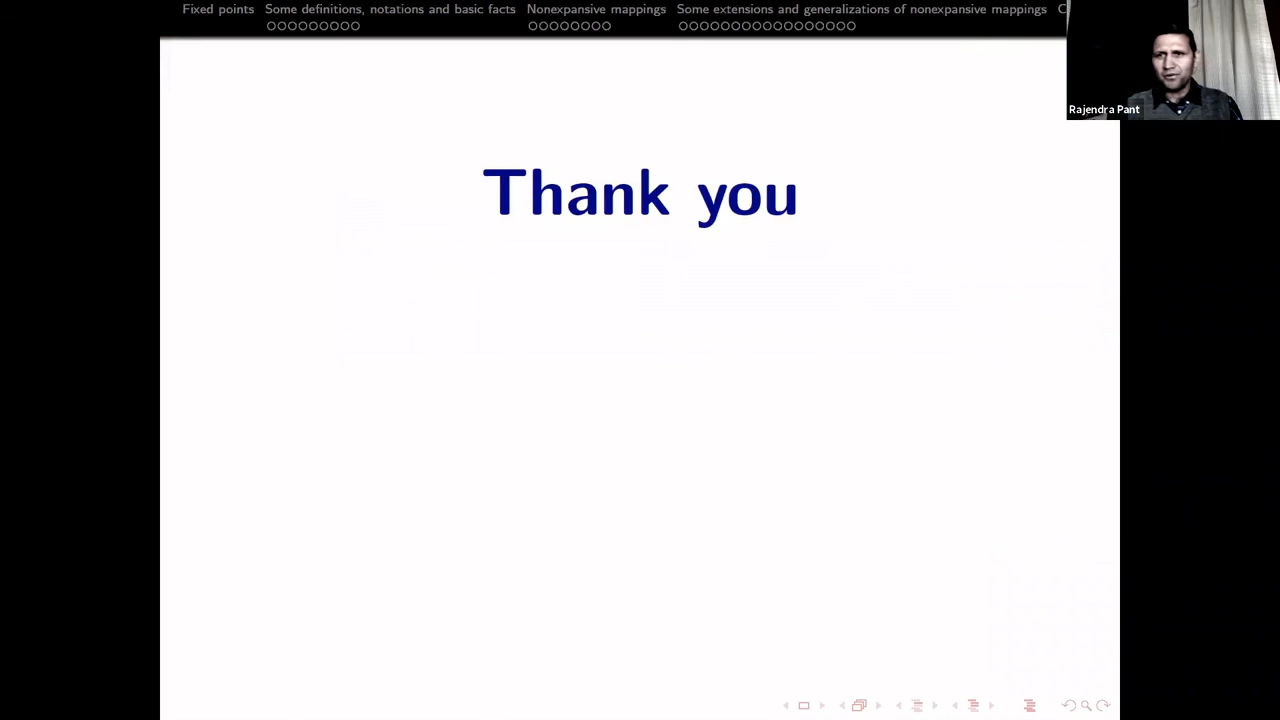 Fixed points Some definitions, notations and basic facts Nonexpansive mappings Some extensions and generalizations of nonexpansive mappings C
Rajendra Pant
Thank you